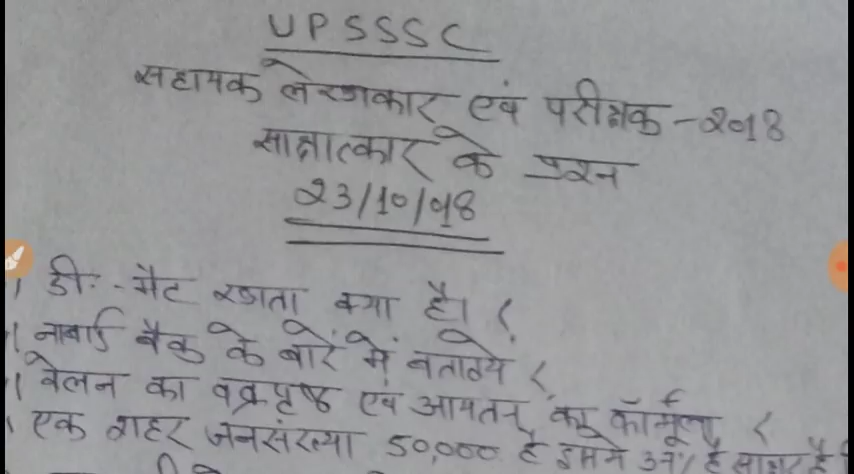 UPSSSC
सहायक लेखाकार एवं परीक्षक - 2018
साक्षात्कार के प्रश्न
23/10/18
डी: - मैट खाता क्या है। ?
नाबार्ड बैंक के बारें में बताइये ?
बेलन का वक्रपृष्ठ एवं आयतन का फॉर्मूला ?
एक शहर जनसंख्या 50,000 है इसमे